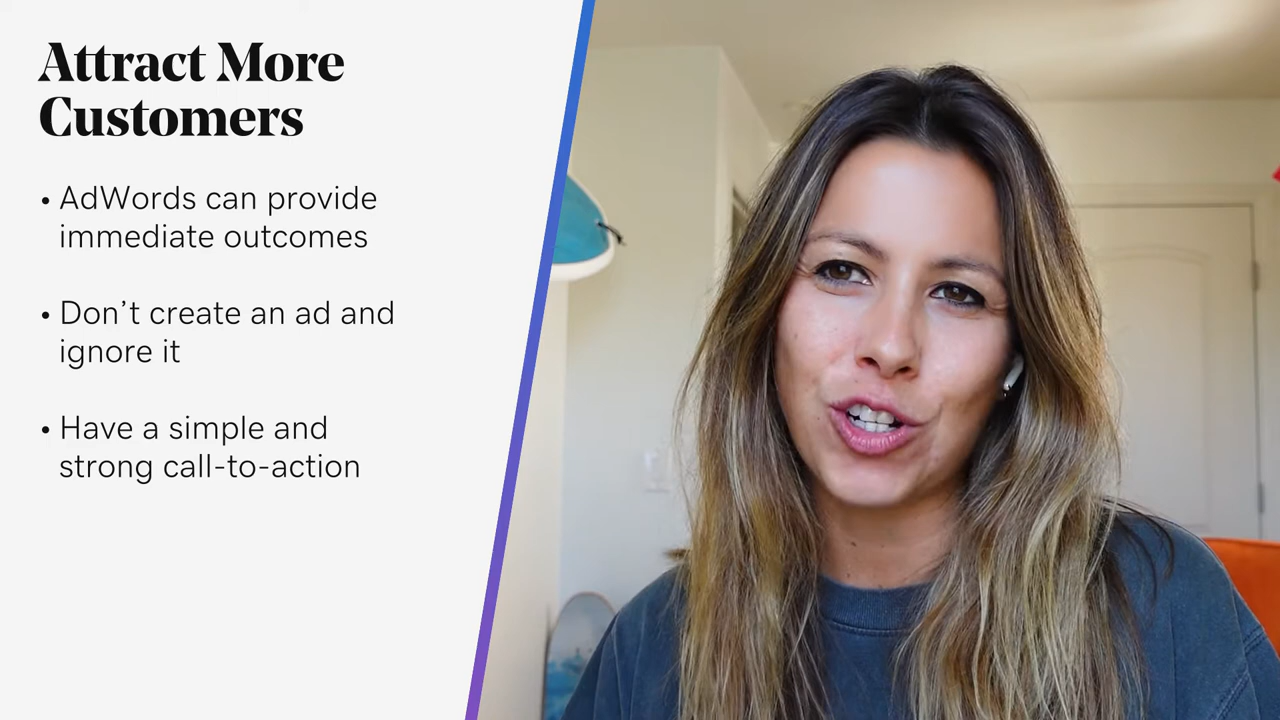 Attract More
Customers
• AdWords can provide
immediate outcomes
• Don’t create an ad and
ignore it
• Have a simple and
strong call-to-action